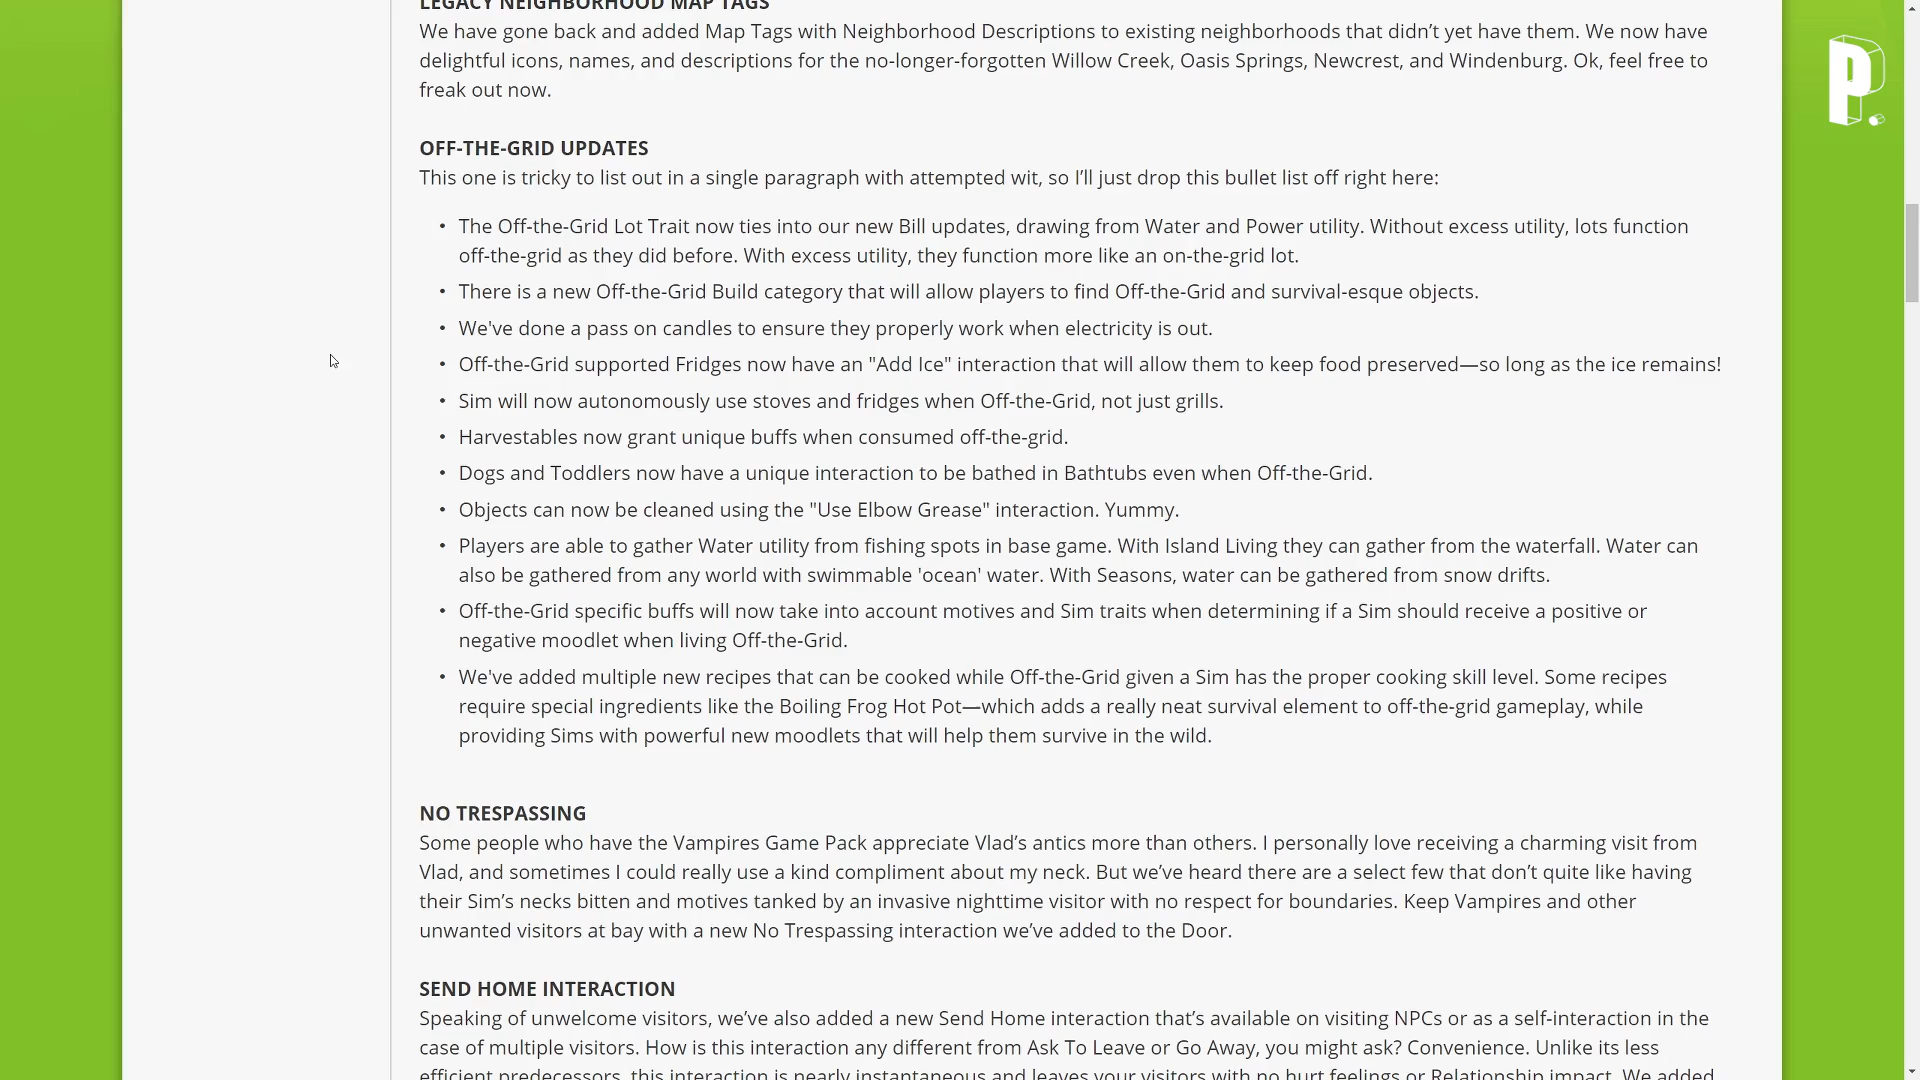 LEGACY NEIGHBORHOOD MAP TAGS
We have gone back and added Map Tags with Neighborhood Descriptions to existing neighborhoods that didn’t yet have them. We now have
delightful icons, names, and descriptions for the no-longer-forgotten Willow Creek, Oasis Springs, Newcrest, and Windenburg. Ok, feel free to
freak out now.
OFF-THE-GRID UPDATES
This one is tricky to list out in a single paragraph with attempted wit, so I’ll just drop this bullet list off right here:
• The Off-the-Grid Lot Trait now ties into our new Bill updates, drawing from Water and Power utility. Without excess utility, lots function
off-the-grid as they did before. With excess utility, they function more like an on-the-grid lot.
• There is a new Off-the-Grid Build category that will allow players to find Off-the-Grid and survival-esque objects.
• We've done a pass on candles to ensure they properly work when electricity is out.
• Off-the-Grid supported Fridges now have an "Add Ice" interaction that will allow them to keep food preserved—so long as the ice remains!
• Sim will now autonomously use stoves and fridges when Off-the-Grid, not just grills.
• Harvestables now grant unique buffs when consumed off-the-grid.
• Dogs and Toddlers now have a unique interaction to be bathed in Bathtubs even when Off-the-Grid.
• Objects can now be cleaned using the "Use Elbow Grease" interaction. Yummy.
• Players are able to gather Water utility from fishing spots in base game. With Island Living they can gather from the waterfall. Water can
also be gathered from any world with swimmable 'ocean' water. With Seasons, water can be gathered from snow drifts.
• Off-the-Grid specific buffs will now take into account motives and Sim traits when determining if a Sim should receive a positive or
negative moodlet when living Off-the-Grid.
• We've added multiple new recipes that can be cooked while Off-the-Grid given a Sim has the proper cooking skill level. Some recipes
require special ingredients like the Boiling Frog Hot Pot—which adds a really neat survival element to off-the-grid gameplay, while
providing Sims with powerful new moodlets that will help them survive in the wild.
NO TRESPASSING
Some people who have the Vampires Game Pack appreciate Vlad’s antics more than others. I personally love receiving a charming visit from
Vlad, and sometimes I could really use a kind compliment about my neck. But we’ve heard there are a select few that don’t quite like having
their Sim’s necks bitten and motives tanked by an invasive nighttime visitor with no respect for boundaries. Keep Vampires and other
unwanted visitors at bay with a new No Trespassing interaction we’ve added to the Door.
SEND HOME INTERACTION
Speaking of unwelcome visitors, we’ve also added a new Send Home interaction that’s available on visiting NPCs or as a self-interaction in the
case of multiple visitors. How is this interaction any different from Ask To Leave or Go Away, you might ask? Convenience. Unlike its less
efficient predecessors, this interaction is nearly instantaneous and leaves your visitors with no hurt feelings or Relationship impact. We added
P.